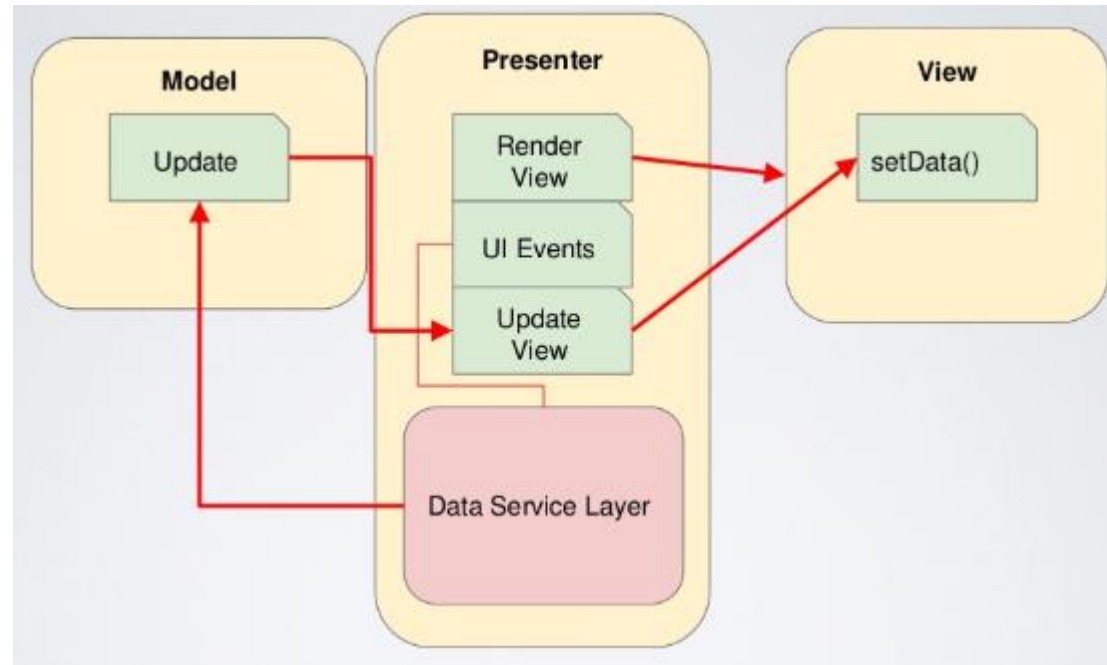 Model
Update
Presenter
Render
View
UI Events
Update
View
Data Service Layer
View
setData()